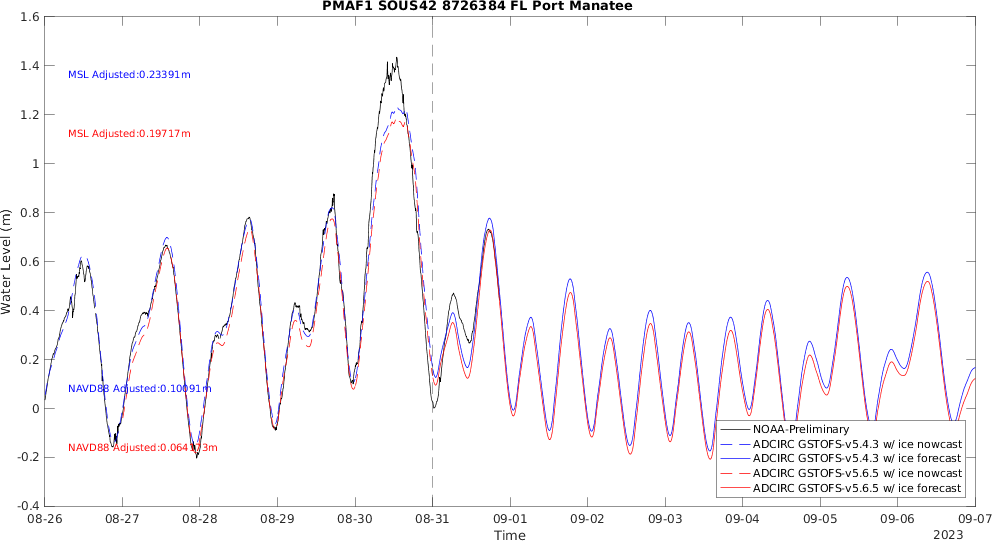 PMAF1 SOUS42 8726384 FL Port Manatee
1.6
1.4
1.2
1
0.8
0.6
0.4
0.2
0
-0.2
-0.4
Water Level (m)
MSL Adjusted:0.23391m
MSL Adjusted:0.19717m
NAVD88 Adjusted:0.10091m
NAVD88 Adjusted:
NOAA-Preliminary
ADCIRC GSTOFS-v5.4.3 w/ ice nowcast
ADCIRC GSTOFS-v5.4.3 w/ ice forecast
ADCIRC GSTOFS-v5.6.5 w/ ice nowcast
ADCIRC GSTOFS-v5.6.5 w/ ice forecast
08-26 08-27 08-28 08-29 08-30 08-31 09-01 09-02 09-03 09-04 09-05 09-06 09-07
Time
2023